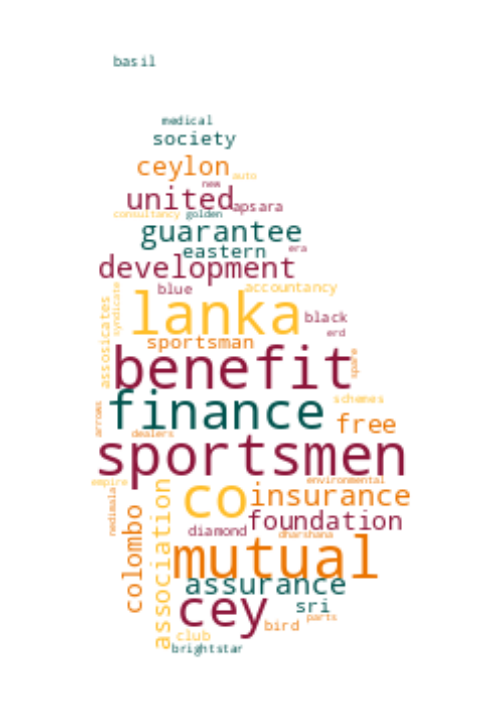 basil
medical
society
ceylon
auto
new
united
apsara
consultancy
golden
guarantee
era
eastern
development
blue
accountancy
assosicates
syndicate
lanka
black
erd
sportsman
benefit
spare
finance
schemes
arrows
free
dealers
sportsmen
empire
environmental
co
insurance
nedimala
association
colombo
foundation
diamond
dharshana
mutual
assurance
cey
sri
parts
bird
club
brightstar